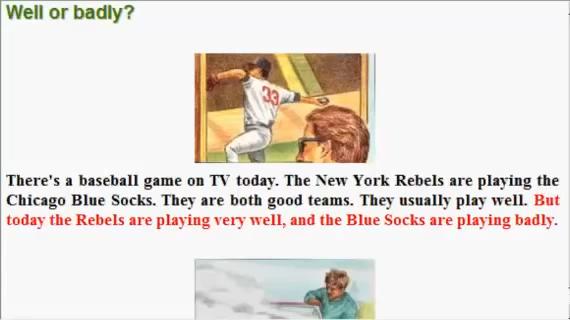 Well or badly?
33
There's a baseball game on TV today. The New York Rebels are playing the
Chicago Blue Socks. They are both good teams. They usually play well. But
today the Rebels are playing very well, and the Blue Socks are playing badly.